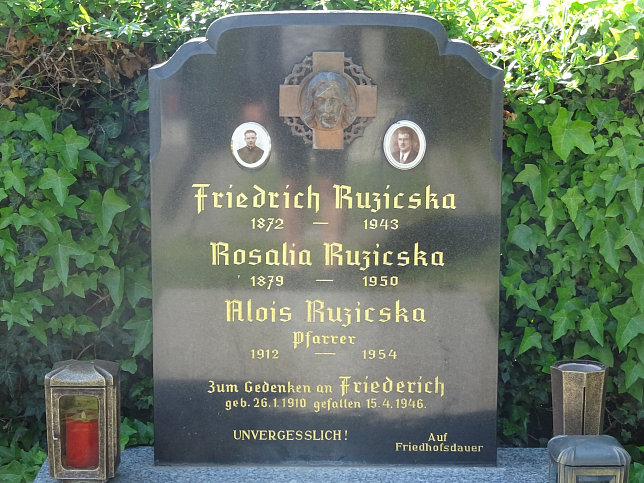 Friedrich Ruzicska
1872 — 1943
Rosalia Ruzicska
1879 — 1950
Alois Ruzicska
Pfarrer
1912 — 1954
Zum Gedenken an Friederich
geb. 26.1.1910 gefallen 15.4.1946.
UNVERGESSLICH!
Auf
Friedhofsdauer